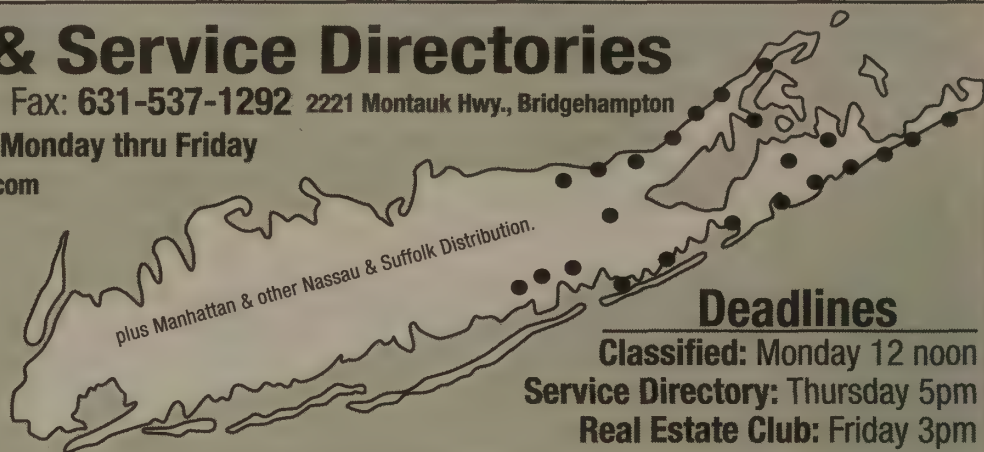 & Service Directories
Fax: 631-537-1292 2221 Montauk Hwy., Bridgehampton
Monday thru Friday
com
plus Manhattan & other Nassau & Suffolk Distribution.
Deadlines
Classified: Monday 12 noon
Service Directory: Thursday 5pm
Real Estate Club: Friday 3pm